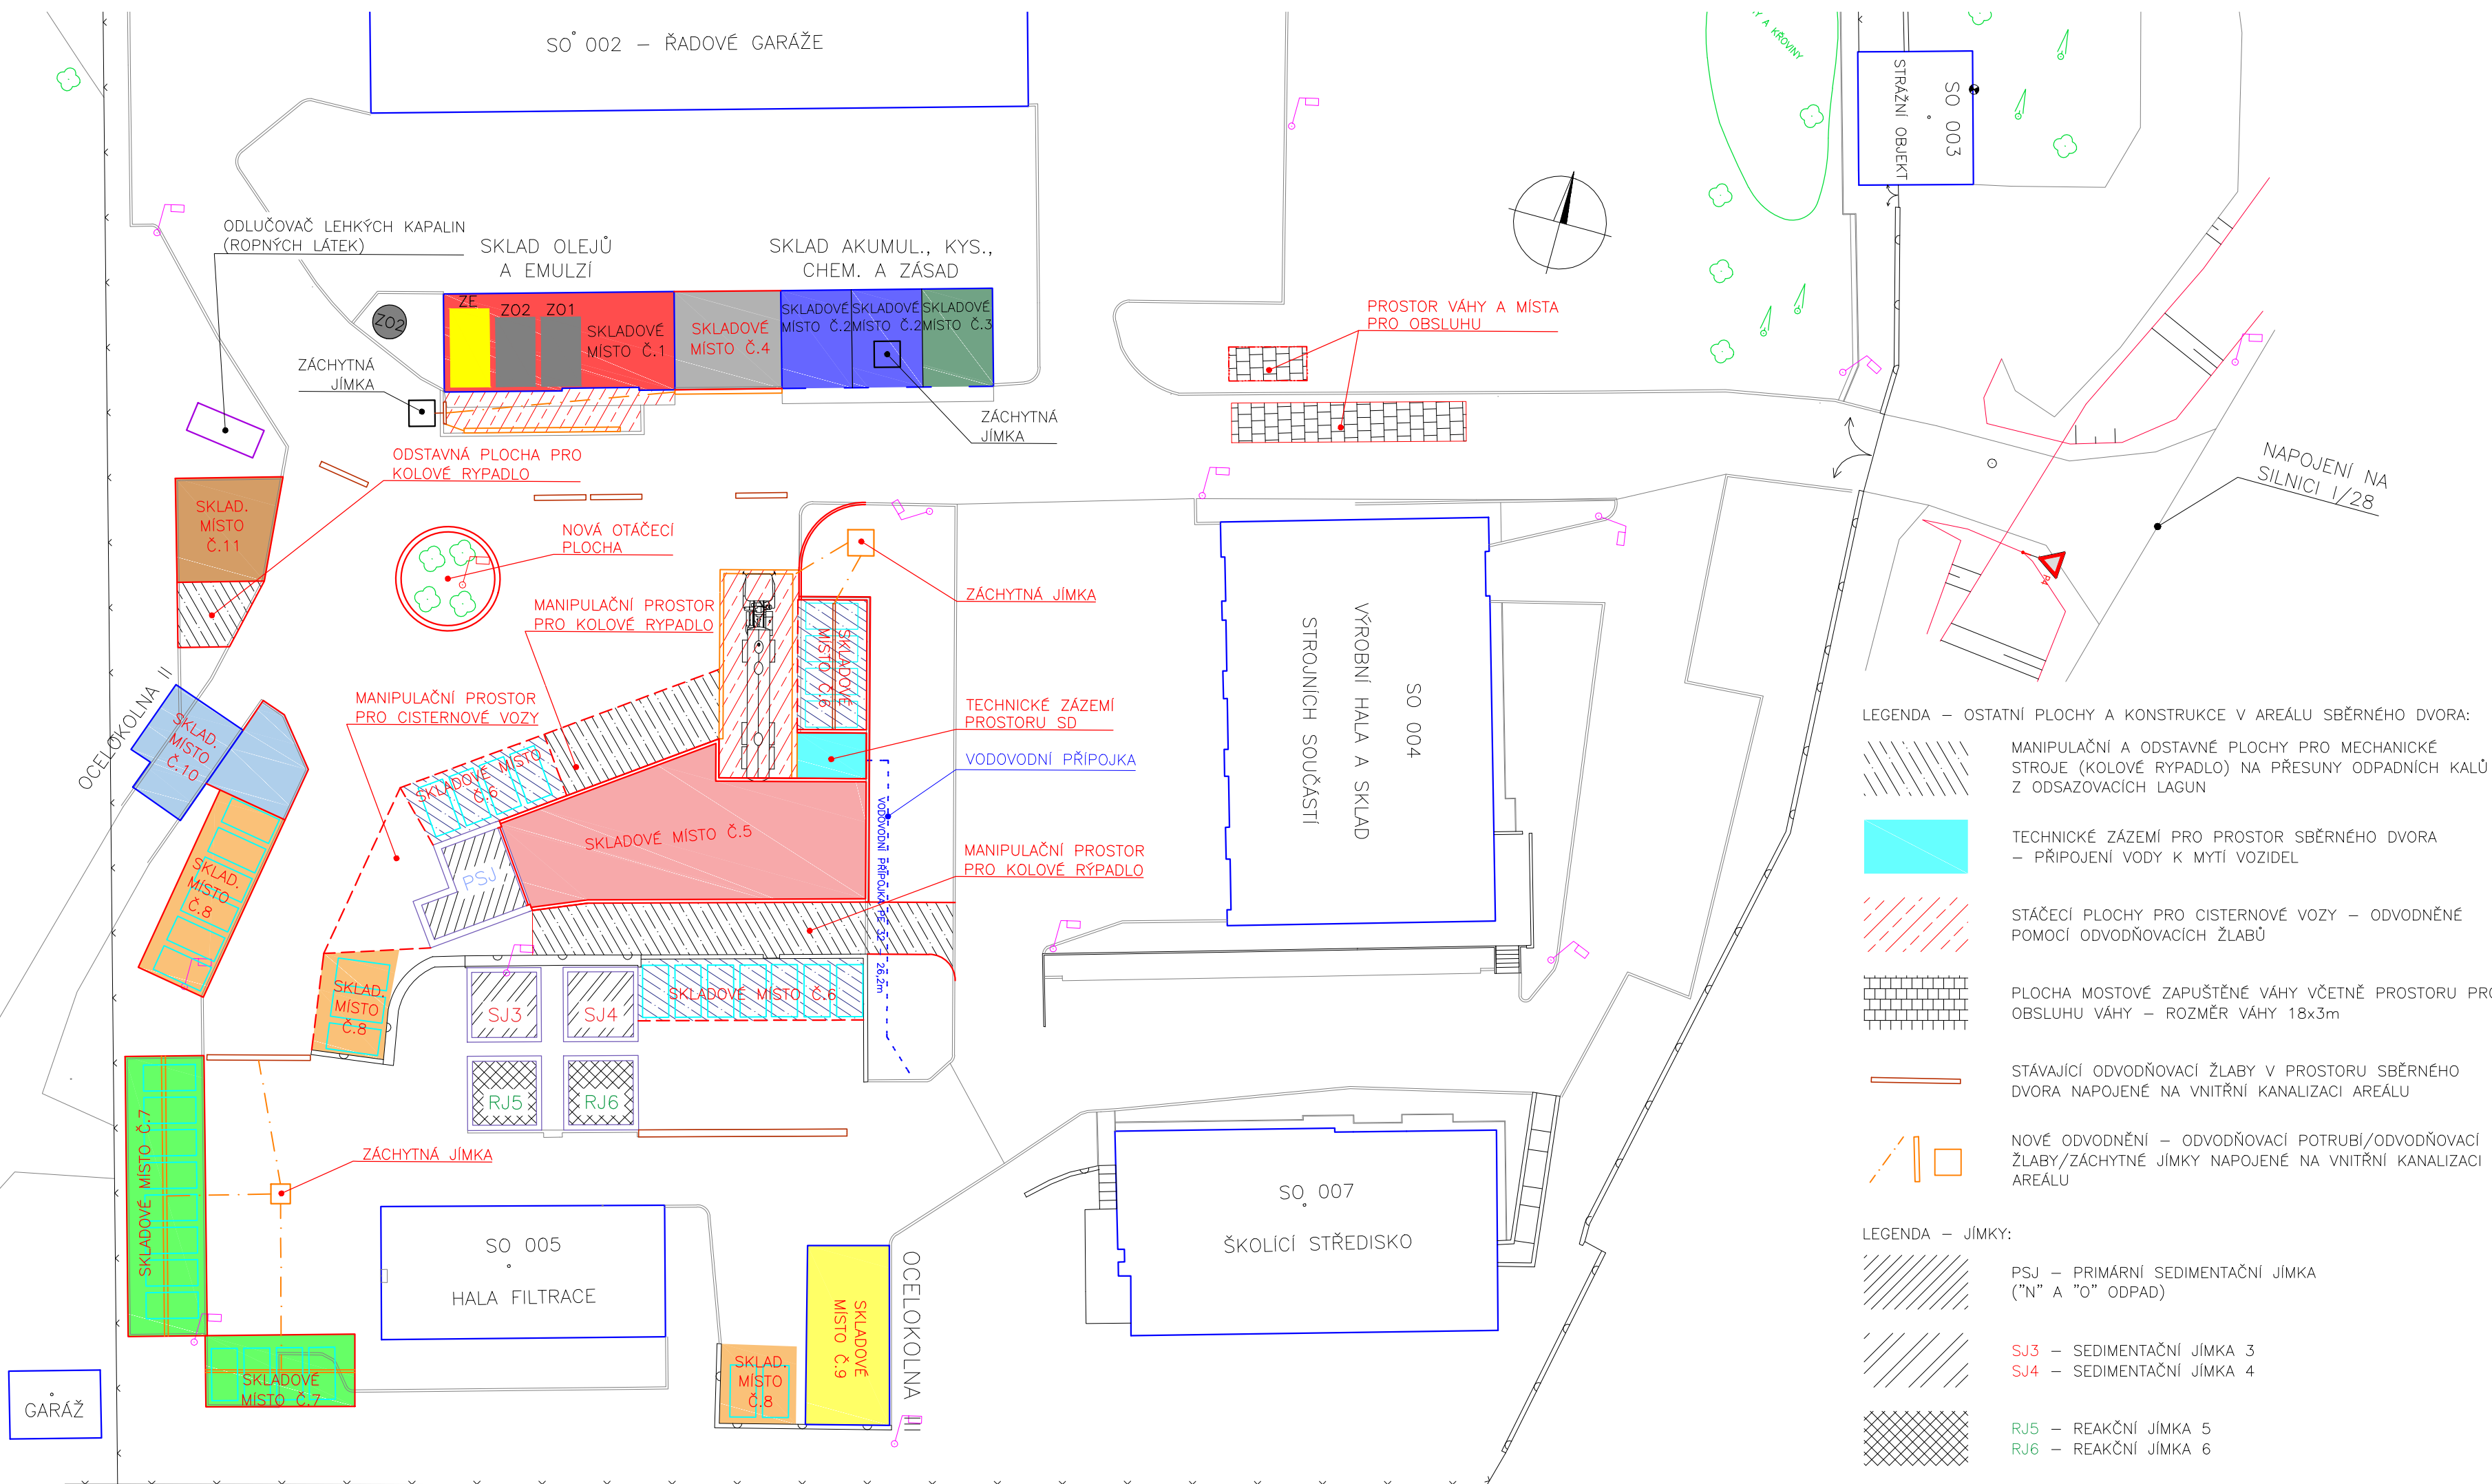 SO 002 – ŘADOVÉ GARÁŽE
KŘOVINY
STRÁŽNÍ OBJEKT
SO 003
ODLUČOVAČ LEHKÝCH KAPALIN
(ROPNÝCH LÁTEK)
SKLAD OLEJŮ
A EMULZÍ
SKLAD AKUMUL., KYS.,
CHEM. A ZÁSAD
ZO2
ZE
ZO2
ZO1
SKLADOVÉ
MÍSTO Č.1
SKLADOVÉ
MÍSTO Č.4
SKLADOVÉ
MÍSTO Č.2
SKLADOVÉ
MÍSTO Č.2
SKLADOVÉ
MÍSTO Č.3
PROSTOR VÁHY A MÍSTA
PRO OBSLUHU
ZÁCHYTNÁ
JÍMKA
ZÁCHYTNÁ
JÍMKA
ODSTAVNÁ PLOCHA PRO
KOLOVÉ RYPADLO
NAPOJENÍ NA
SILNICI I/28
P4
SKLAD.
MÍSTO
Č.11
NOVÁ OTÁČECÍ
PLOCHA
ZÁCHYTNÁ JÍMKA
MANIPULAČNÍ PROSTOR
PRO KOLOVÉ RYPADLO
SKLADOVÉ
MÍSTO Č.6
OCELOKOLNA II
MANIPULAČNÍ PROSTOR
PRO CISTERNOVÉ VOZY
TECHNICKÉ ZÁZEMÍ
PROSTORU SD
VODOVODNÍ PŘÍPOJKA
VODOVODNÍ PŘÍPOJKA PE 32 – 26,2m
SKLAD.
MÍSTO
Č.10
SKLADOVÉ MÍSTO
Č.6
SKLADOVÉ MÍSTO Č.5
PSJ
MANIPULAČNÍ PROSTOR
PRO KOLOVÉ RÝPADLO
SKLAD.
MÍSTO
Č.8
SKLAD.
MÍSTO
Č.8
SJ3
SJ4
SKLADOVÉ MÍSTO Č.6
RJ5
RJ6
SO 004
VÝROBNÍ HALA A SKLAD
STROJNÍCH SOUČÁSTÍ
SKLADOVÉ MÍSTO Č.7
ZÁCHYTNÁ JÍMKA
SO 005
HALA FILTRACE
SO 007
ŠKOLÍCÍ STŘEDISKO
SKLADOVÉ
MÍSTO Č.7
GARÁŽ
SKLAD.
MÍSTO
Č.8
SKLADOVÉ
MÍSTO Č.9
OCELOKOLNA III
LEGENDA – OSTATNÍ PLOCHY A KONSTRUKCE V AREÁLU SBĚRNÉHO DVORA:
MANIPULAČNÍ A ODSTAVNÉ PLOCHY PRO MECHANICKÉ
STROJE (KOLOVÉ RYPADLO) NA PŘESUNY ODPADNÍCH KALŮ
Z ODSAZOVACÍCH LAGUN
TECHNICKÉ ZÁZEMÍ PRO PROSTOR SBĚRNÉHO DVORA
– PŘIPOJENÍ VODY K MYTÍ VOZIDEL
STÁČECÍ PLOCHY PRO CISTERNOVÉ VOZY – ODVODNĚNÉ
POMOCÍ ODVODŇOVACÍCH ŽLABŮ
PLOCHA MOSTOVÉ ZAPUŠTĚNÉ VÁHY VČETNĚ PROSTORU PRO
OBSLUHU VÁHY – ROZMĚR VÁHY 18x3m
STÁVAJÍCÍ ODVODŇOVACÍ ŽLABY V PROSTORU SBĚRNÉHO
DVORA NAPOJENÉ NA VNITŘNÍ KANALIZACI AREÁLU
NOVÉ ODVODNĚNÍ – ODVODŇOVACÍ POTRUBÍ/ODVODŇOVACÍ
ŽLABY/ZÁCHYTNÉ JÍMKY NAPOJENÉ NA VNITŘNÍ KANALIZACI
AREÁLU
LEGENDA – JÍMKY:
PSJ – PRIMÁRNÍ SEDIMENTAČNÍ JÍMKA
("N" A "O" ODPAD)
SJ3 – SEDIMENTAČNÍ JÍMKA 3
SJ4 – SEDIMENTAČNÍ JÍMKA 4
RJ5 – REAKČNÍ JÍMKA 5
RJ6 – REAKČNÍ JÍMKA 6